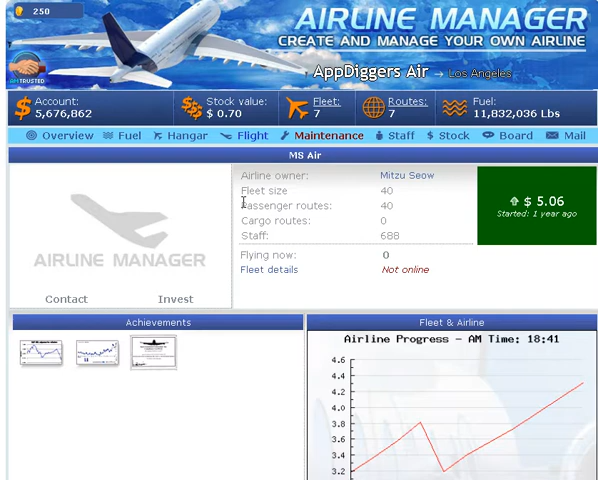 250
AIRLINE MANAGER
CREATE AND MANAGE YOUR OWN AIRLINE
AMTRUSTED
AppDiggers Air → Los Angeles
Account: 5,676,862
Stock value: $ 0.70
Fleet: 7
Routes: 7
Fuel: 11,832,036 Lbs
Overview Fuel Hangar Flight Maintenance Staff $ Stock Board Mail
MS Air
AIRLINE MANAGER
Contact Invest
Airline owner: Mitzu Seow
Fleet size 40
Passenger routes: 40
Cargo routes: 0
Staff: 688
Flying now: 0
Fleet details Not online
$ 5.06
Started: 1 year ago
Achievements
Fleet & Airline
Airline Progress - AM Time: 18:41
4.6
4.4
4.2
4.0
3.8
3.6
3.4
3.2